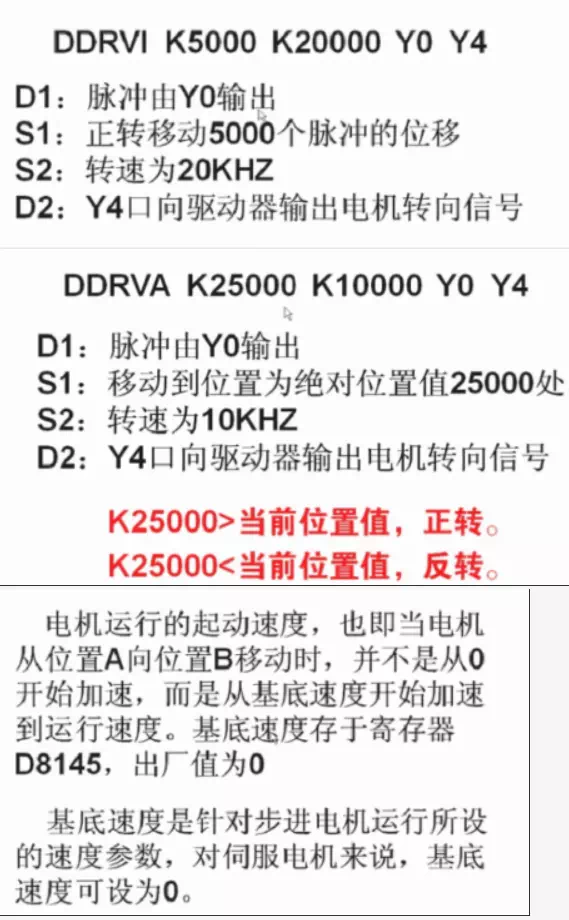 DDRVI K5000 K20000 Y0 Y4
D1：脉冲由Y0输出
S1：正转移动5000个脉冲的位移
S2：转速为20KHZ
D2：Y4口向驱动器输出电机转向信号
DDRVA K25000 K10000 Y0 Y4
D1：脉冲由Y0输出
S1：移动到位置为绝对位置值25000处
S2：转速为10KHZ
D2：Y4口向驱动器输出电机转向信号
K25000>当前位置值，正转。
K25000<当前位置值，反转。
电机运行的起动速度，也即当电机
从位置A向位置B移动时，并不是从0
开始加速，而是从基底速度开始加速
到运行速度。基底速度存于寄存器
D8145，出厂值为0
基底速度是针对步进电机运行所设
的速度参数，对伺服电机来说，基底
速度可设为0。